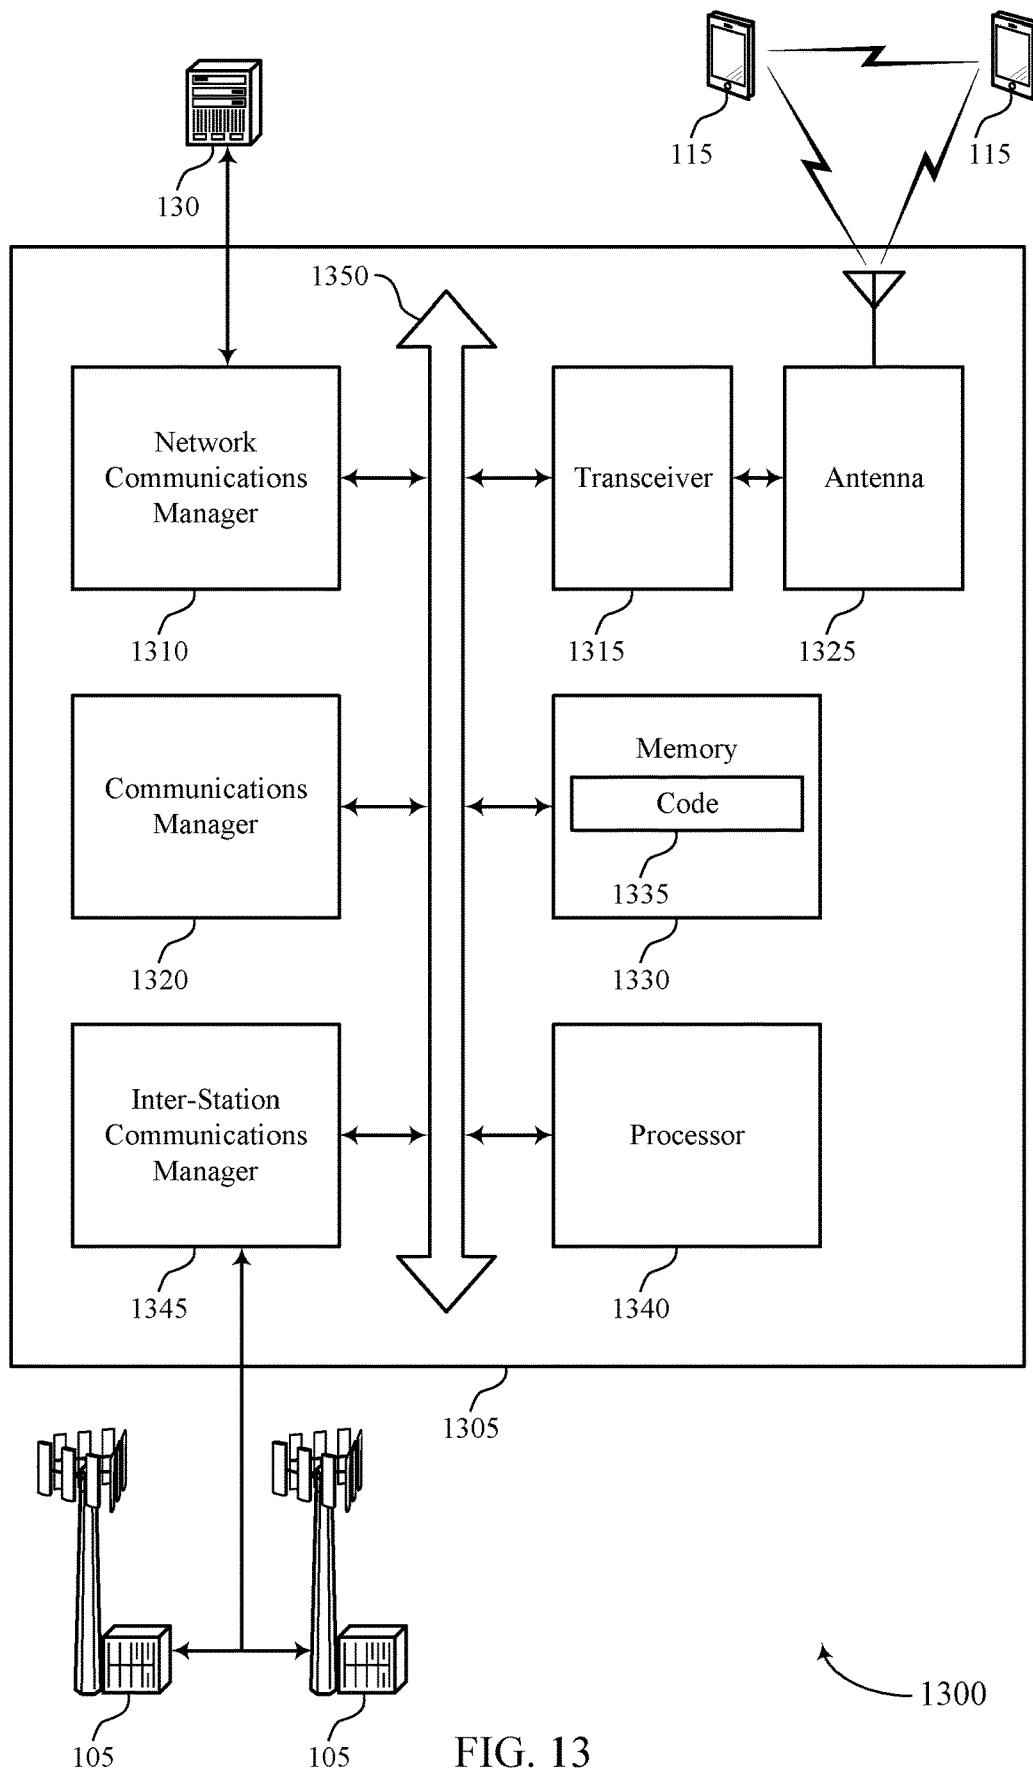 115
115
130
1350
Network
Communications
Manager
Transceiver
Antenna
1310
1315
1325
Communications
Manager
Memory
Code
1335
1320
1330
Inter-Station
Communications
Manager
Processor
1345
1340
1305
1300
105
105
FIG. 13